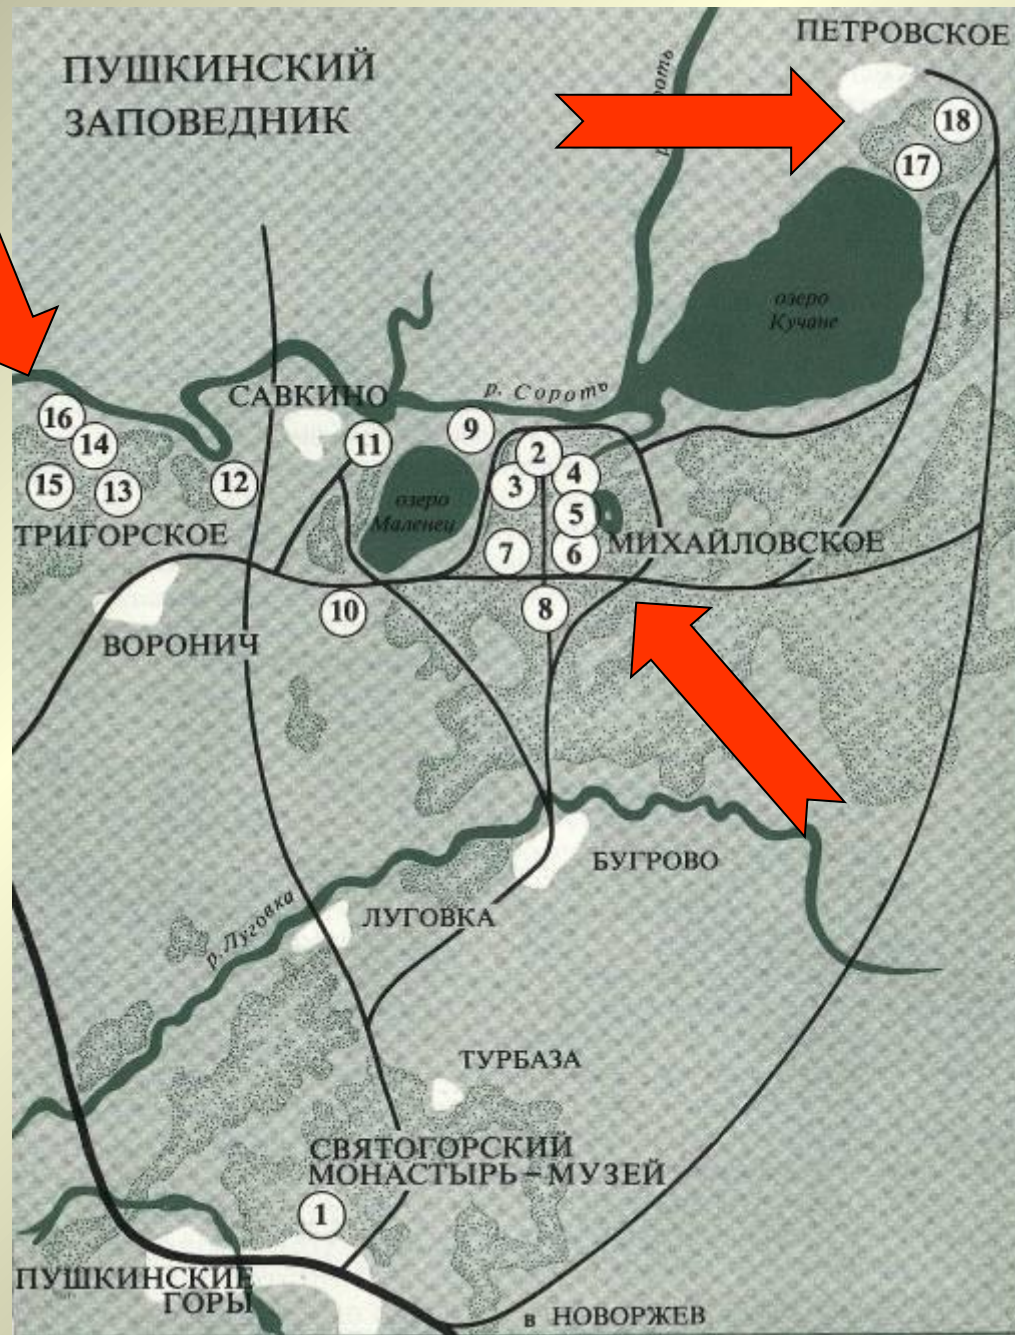 ПУШКИНСКИЙ
ЗАПОВЕДНИК
ПЕТРОВСКОЕ
18
17
озеро
Кучане
САВКИНО
р. Сороть
16
14
15
13
12
11
9
2
4
3
5
7
6
озеро
Маленец
ТРИГОРСКОЕ
МИХАЙЛОВСКОЕ
10
8
ВОРОНИЧ
БУГРОВО
ЛУГОВКА
р. Луговка
ТУРБАЗА
СВЯТОГОРСКИЙ
МОНАСТЫРЬ – МУЗЕЙ
1
ПУШКИНСКИЕ
ГОРЫ
в НОВОРЖЕВ